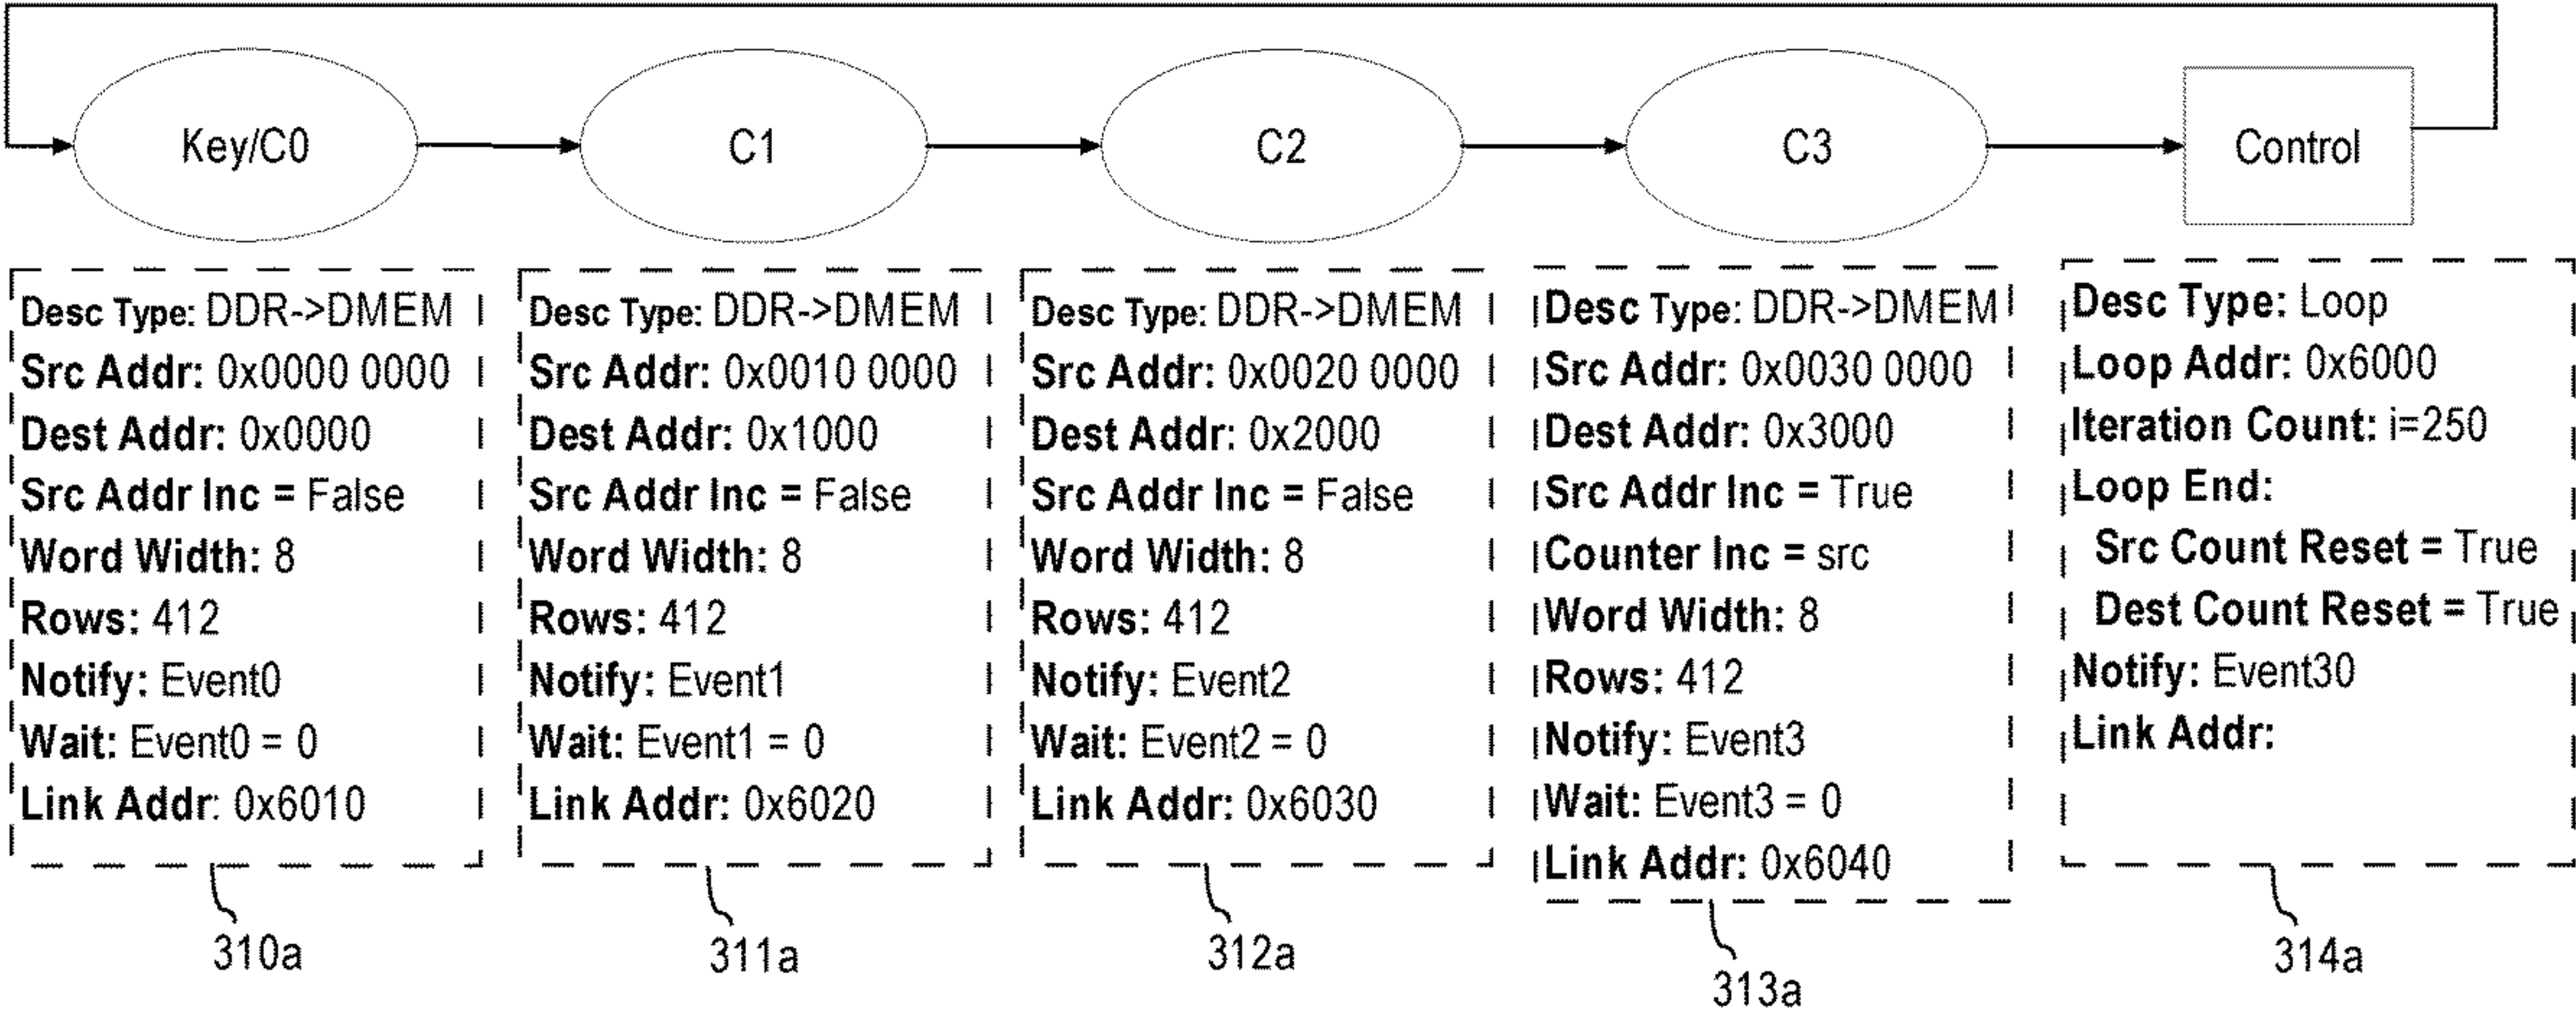 Key/C0
C1
C2
C3
Control
Desc Type: DDR->DMEM
Src Addr: 0x0000 0000
Dest Addr: 0x0000
Src Addr Inc = False
Word Width: 8
Rows: 412
Notify: Event0
Wait: Event0 = 0
Link Addr: 0x6010
310a
Desc Type: DDR->DMEM
Src Addr: 0x0010 0000
Dest Addr: 0x1000
Src Addr Inc = False
Word Width: 8
Rows: 412
Notify: Event1
Wait: Event1 = 0
Link Addr: 0x6020
311a
Desc Type: DDR->DMEM
Src Addr: 0x0020 0000
Dest Addr: 0x2000
Src Addr Inc = False
Word Width: 8
Rows: 412
Notify: Event2
Wait: Event2 = 0
Link Addr: 0x6030
312a
Desc Type: DDR->DMEM
Src Addr: 0x0030 0000
Dest Addr: 0x3000
Src Addr Inc = True
Counter Inc = src
Word Width: 8
Rows: 412
Notify: Event3
Wait: Event3 = 0
Link Addr: 0x6040
313a
Desc Type: Loop
Loop Addr: 0x6000
Iteration Count: i=250
Loop End:
Src Count Reset = True
Dest Count Reset = True
Notify: Event30
Link Addr:
314a